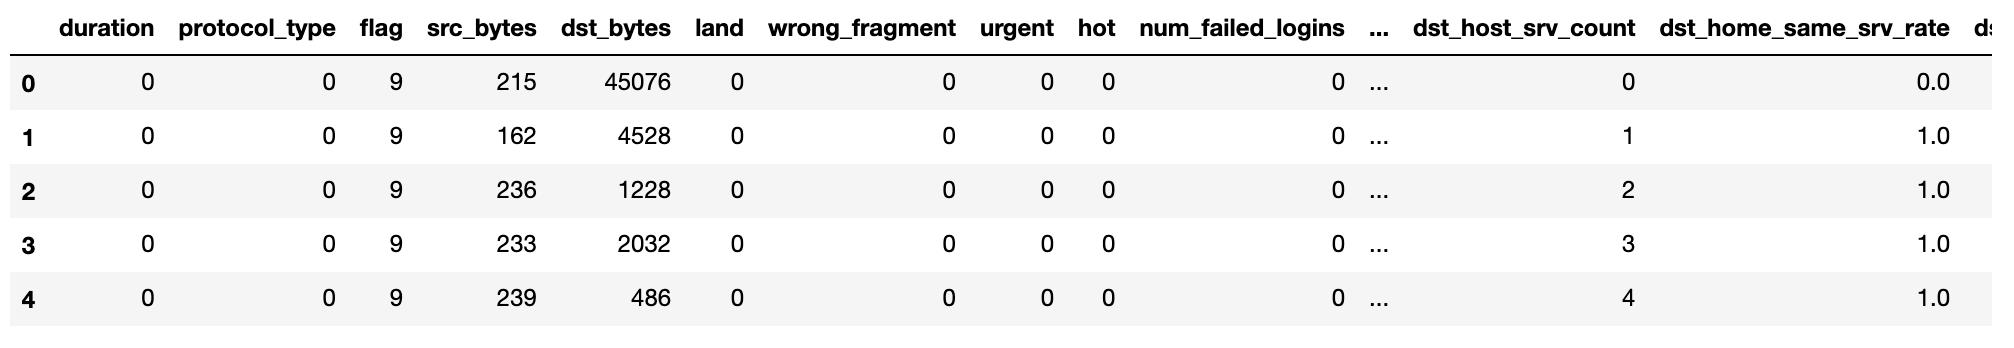 duration protocol_type flag src_bytes dst_bytes land wrong_fragment urgent hot num_failed_logins ... dst_host_srv_count dst_home_same_srv_rate ds
0 0 0 9 215 45076 0 0 0 0 0 ... 0 0.0
1 0 0 9 162 4528 0 0 0 0 0 ... 1 1.0
2 0 0 9 236 1228 0 0 0 0 0 ... 2 1.0
3 0 0 9 233 2032 0 0 0 0 0 ... 3 1.0
4 0 0 9 239 486 0 0 0 0 0 ... 4 1.0